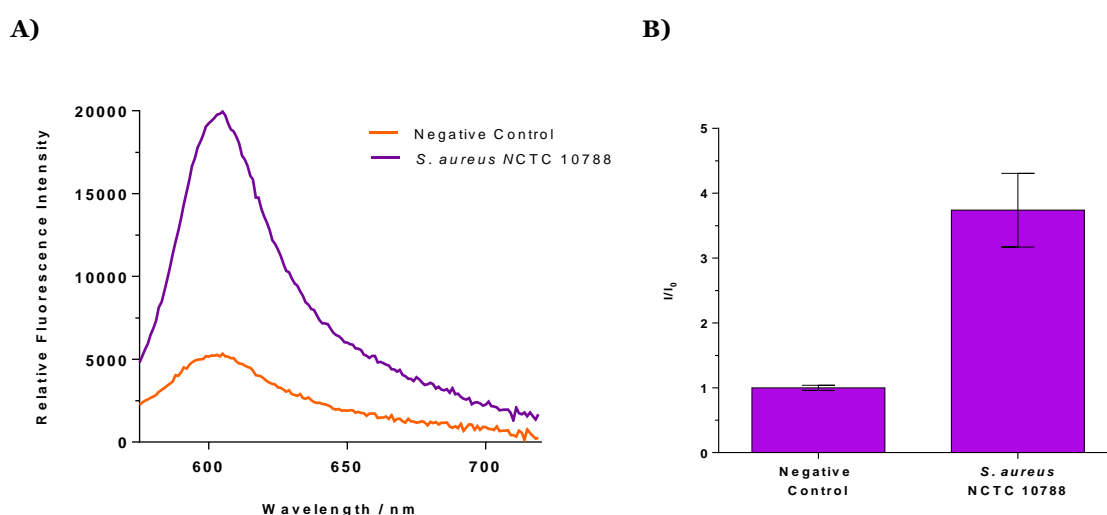 A)
B)
20000
15000
10000
5000
0
600
650
700
Relative Fluorescence Intensity
Wavelength / nm
Negative Control
S. aureus NCTC 10788
5
4
3
2
1
0
I/I0
Negative
Control
S. aureus
NCTC 10788